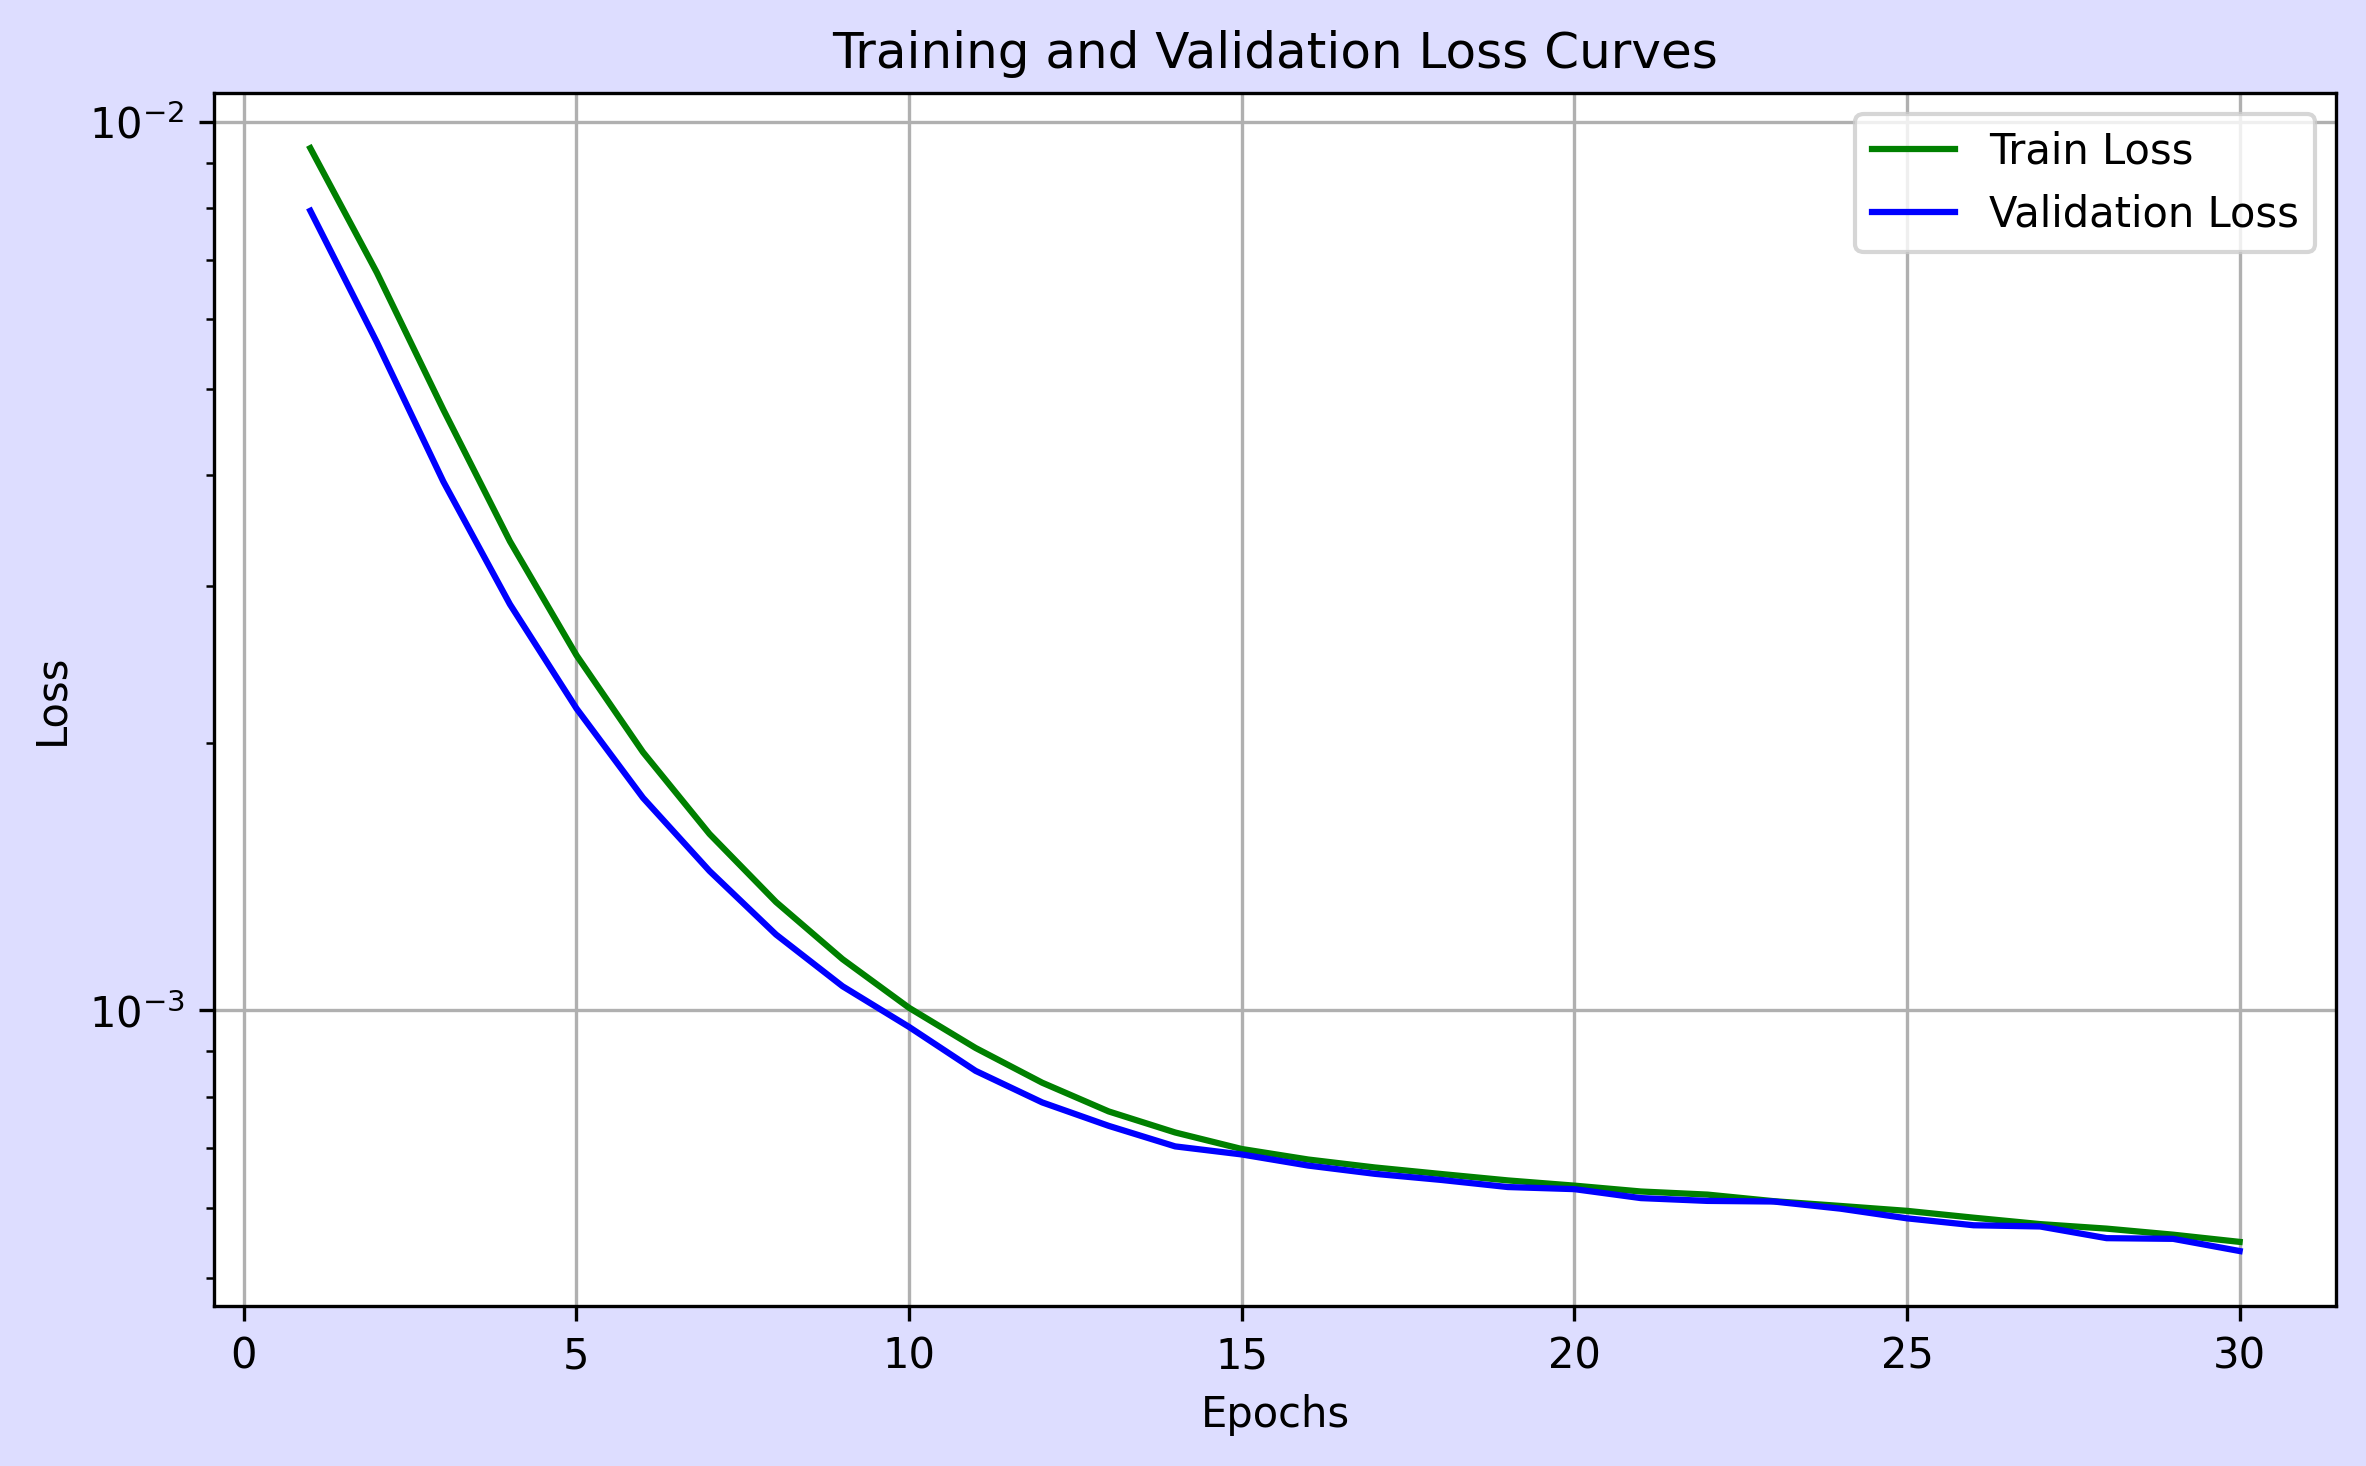 Training and Validation Loss Curves
10⁻²
Train Loss
Validation Loss
Loss
10⁻³
0 5 10 15 20 25 30
Epochs